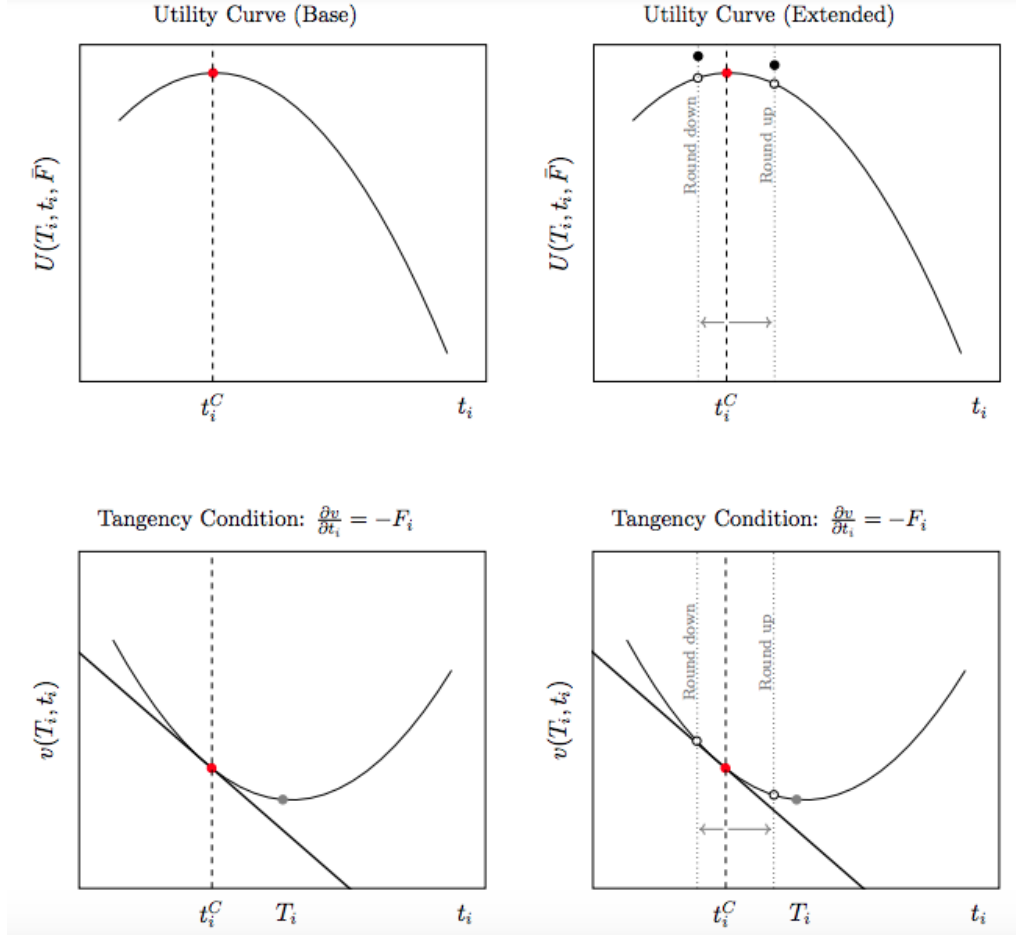 Utility Curve (Base)
Utility Curve (Extended)
U(T_i, t_i, F̄)
t_i^C
t_i
U(T_i, t_i, F̄)
Round down
Round up
t_i^C
t_i
Tangency Condition: ∂v/∂t_i = −F_i
Tangency Condition: ∂v/∂t_i = −F_i
v(T_i, t_i)
t_i^C
T_i
t_i
v(T_i, t_i)
Round down
Round up
t_i^C
T_i
t_i